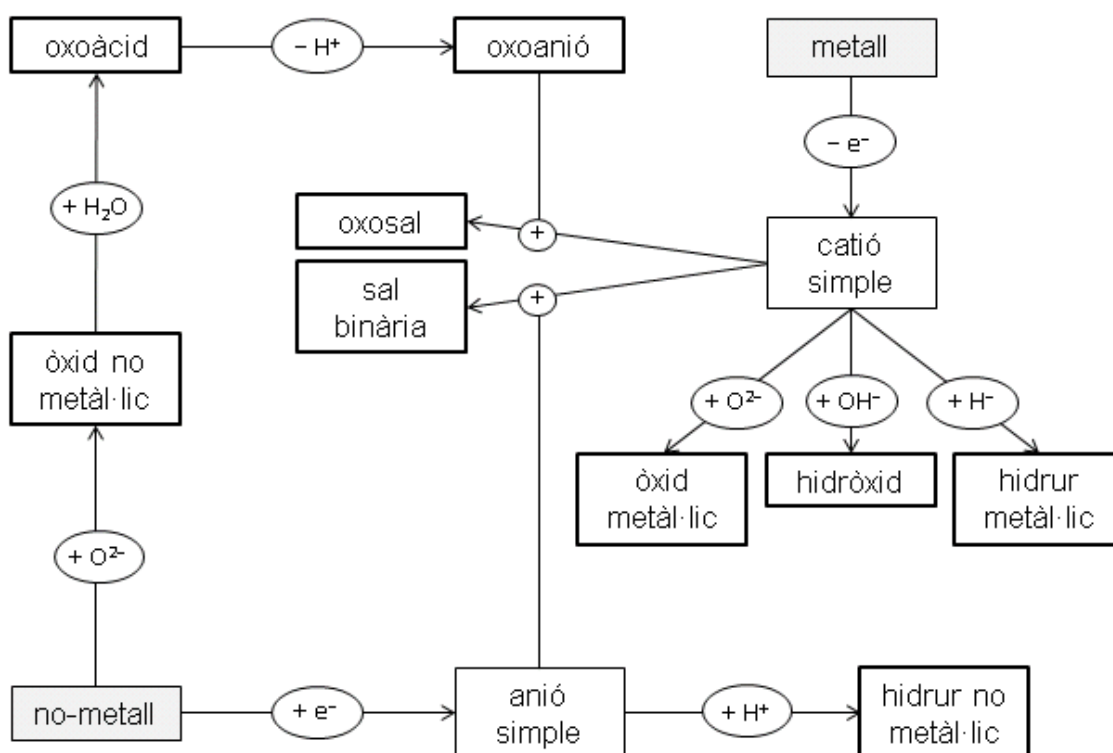 oxoàcid
– H⁺
oxoanió
metall
– e⁻
+ H₂O
oxosal
+
catió
simple
sal
binària
+
òxid no
metàl·lic
+ O²⁻
+ OH⁻
+ H⁻
òxid
metàl·lic
hidròxid
hidrur
metàl·lic
+ O²⁻
no-metall
+ e⁻
anió
simple
+ H⁺
hidrur no
metàl·lic